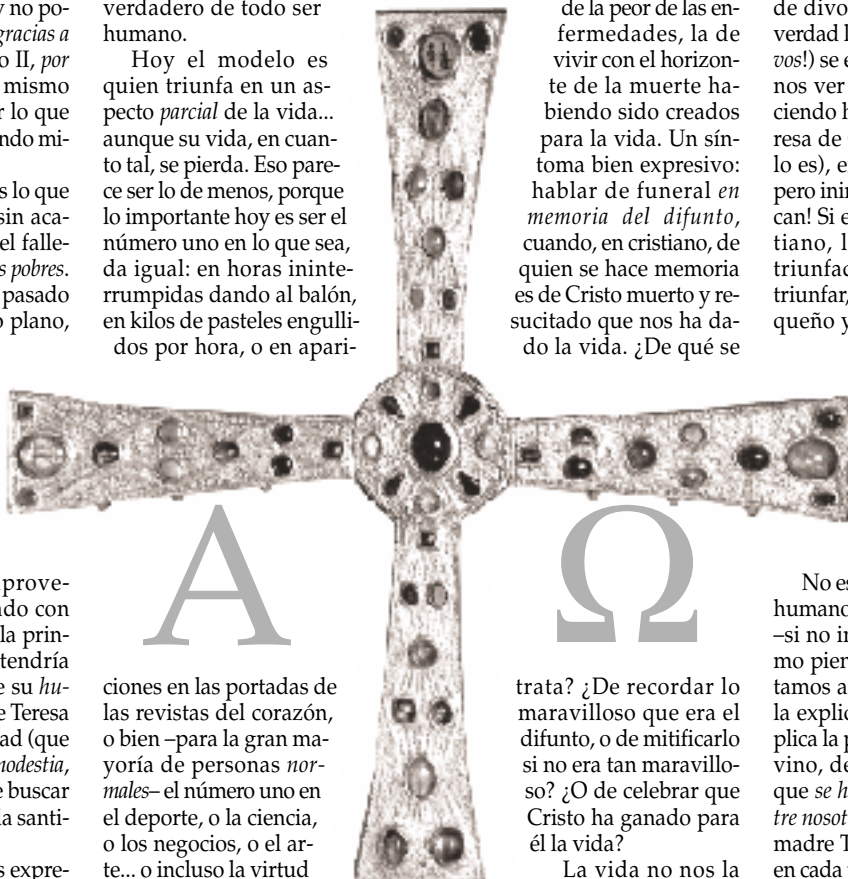 y no po-
gracias a
o II, por
mismo
r lo que
ndo mi-
s lo que
sin aca-
el falle-
s pobres.
pasado
o plano,
prove-
do con
la prin-
tendría
e su hu-
e Teresa
ad (que
modestia,
e buscar
a santi-
s expre-
verdadero de todo ser
humano.
Hoy el modelo es
quien triunfa en un as-
pecto parcial de la vida...
aunque su vida, en cuan-
to tal, se pierda. Eso pare-
ce ser lo de menos, porque
lo importante hoy es ser el
número uno en lo que sea,
da igual: en horas ininte-
rrumpidas dando al balón,
en kilos de pasteles engulli-
dos por hora, o en apari-
Α
ciones en las portadas de
las revistas del corazón,
o bien –para la gran ma-
yoría de personas nor-
males– el número uno en
el deporte, o la ciencia,
o los negocios, o el ar-
te... o incluso la virtud
de la peor de las en-
fermedades, la de
vivir con el horizon-
te de la muerte ha-
biendo sido creados
para la vida. Un sín-
toma bien expresivo:
hablar de funeral en
memoria del difunto,
cuando, en cristiano, de
quien se hace memoria
es de Cristo muerto y re-
sucitado que nos ha da-
do la vida. ¿De qué se
Ω
trata? ¿De recordar lo
maravilloso que era el
difunto, o de mitificarlo
si no era tan maravillo-
so? ¿O de celebrar que
Cristo ha ganado para
él la vida?
La vida no nos la
de divo
verdad l
vos!) se e
nos ver
ciendo h
resa de
lo es), e
pero inin
can! Si e
tiano, l
triunfad
triunfar,
queño y
No es
humano
–si no in
mo pien
tamos a
la explic
plica la p
vino, de
que se h
tre nosot
madre T
en cada